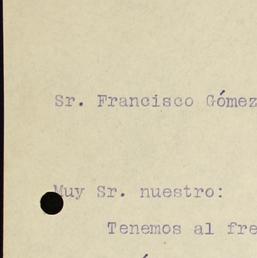 Sr. Francisco Gómez
Muy Sr. nuestro:
Tenemos al fre